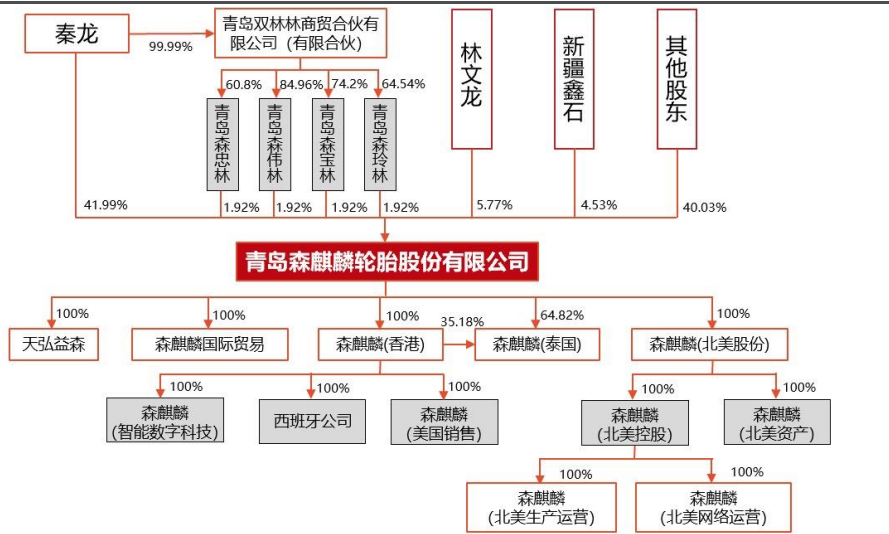 秦龙
99.99%
青岛双林林商贸合伙有
限公司（有限合伙）
林文龙
新疆鑫石
其他股东
60.8%
84.96%
74.2%
64.54%
青岛森忠林
青岛森伟林
青岛森宝林
青岛森玲林
41.99%
1.92%
1.92%
1.92%
1.92%
5.77%
4.53%
40.03%
青岛森麒麟轮胎股份有限公司
100%
100%
100%
35.18%
64.82%
100%
天弘益森
森麒麟国际贸易
森麒麟(香港)
森麒麟(泰国)
森麒麟(北美股份)
100%
100%
100%
100%
100%
森麒麟
(智能数字科技)
西班牙公司
森麒麟
(美国销售)
森麒麟
(北美控股)
森麒麟
(北美资产)
100%
100%
森麒麟
(北美生产运营)
森麒麟
(北美网络运营)